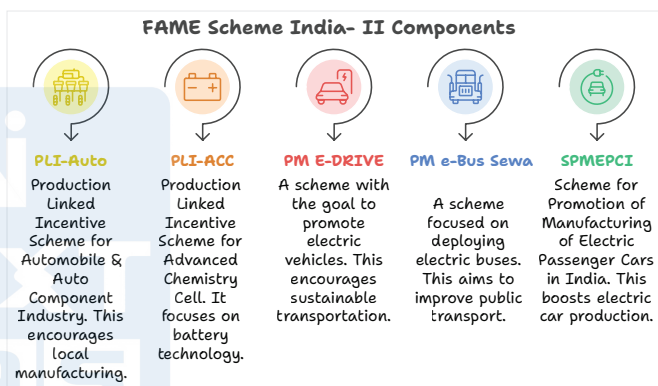 FAME Scheme India- II Components
PLI-Auto
Production
Linked
Incentive
Scheme for
Automobile &
Auto
Component
Industry. This
encourages
local
manufacturing.
PLI-ACC
Production
Linked
Incentive
Scheme for
Advanced
Chemistry
Cell. It
focuses on
battery
technology.
PM E-DRIVE
A scheme with
the goal to
promote
electric
vehicles. This
encourages
sustainable
transportation.
PM e-Bus Sewa
A scheme
focused on
deploying
electric buses.
This aims to
improve public
transport.
SPMEPCI
Scheme for
Promotion of
Manufacturing
of Electric
Passenger Cars
in India. This
boosts electric
car production.